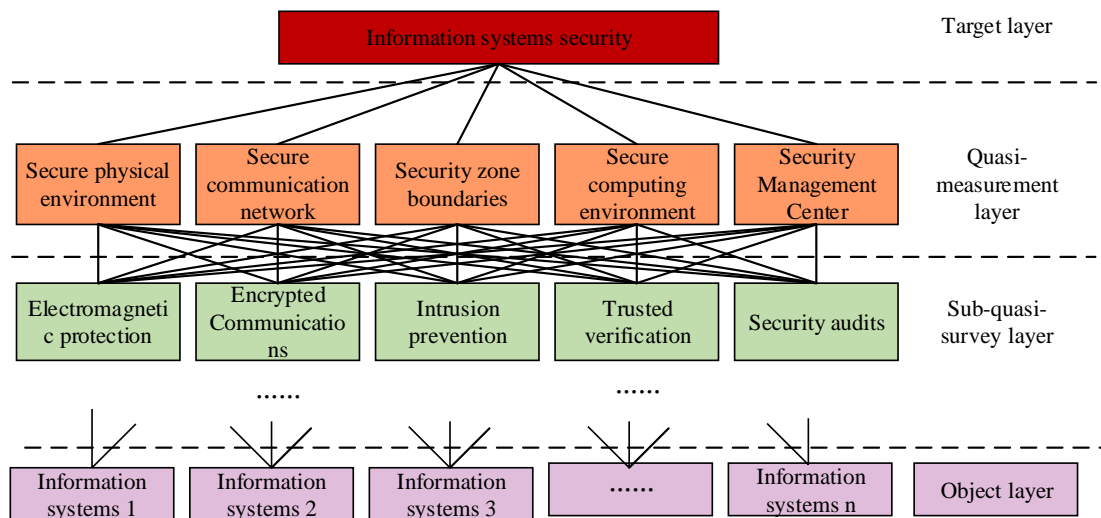 Information systems security
Target layer
Secure physical
environment
Secure
communication
network
Security zone
boundaries
Secure
computing
environment
Security
Management
Center
Quasi-
measurement
layer
Electromagneti
c protection
Encrypted
Communicatio
ns
Intrusion
prevention
Trusted
verification
Security audits
Sub-quasi-
survey layer
......
......
Information
systems 1
Information
systems 2
Information
systems 3
......
Information
systems n
Object layer